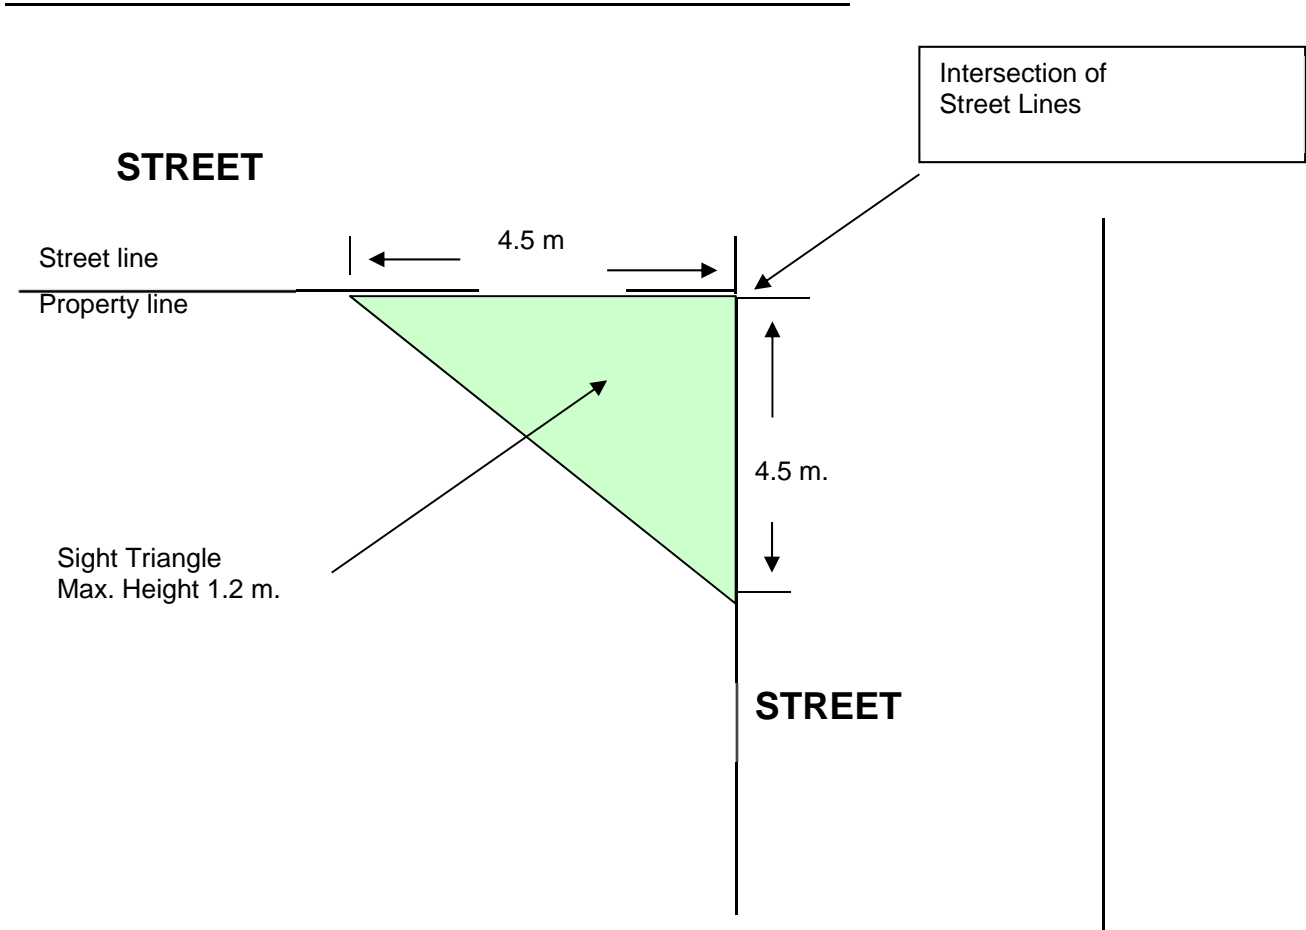 Intersection of
Street Lines
STREET
4.5 m
Street line
Property line
4.5 m.
Sight Triangle
Max. Height 1.2 m.
STREET